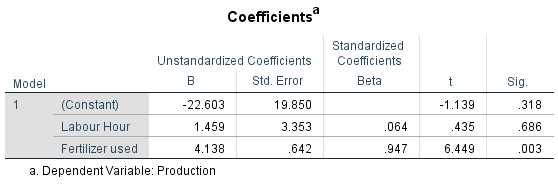 Coefficientsa
Unstandardized Coefficients Standardized Coefficients
Model B Std. Error Beta t Sig.
1 (Constant) -22.603 19.850 -1.139 .318
Labour Hour 1.459 3.353 .064 .435 .686
Fertilizer used 4.138 .642 .947 6.449 .003
a. Dependent Variable: Production